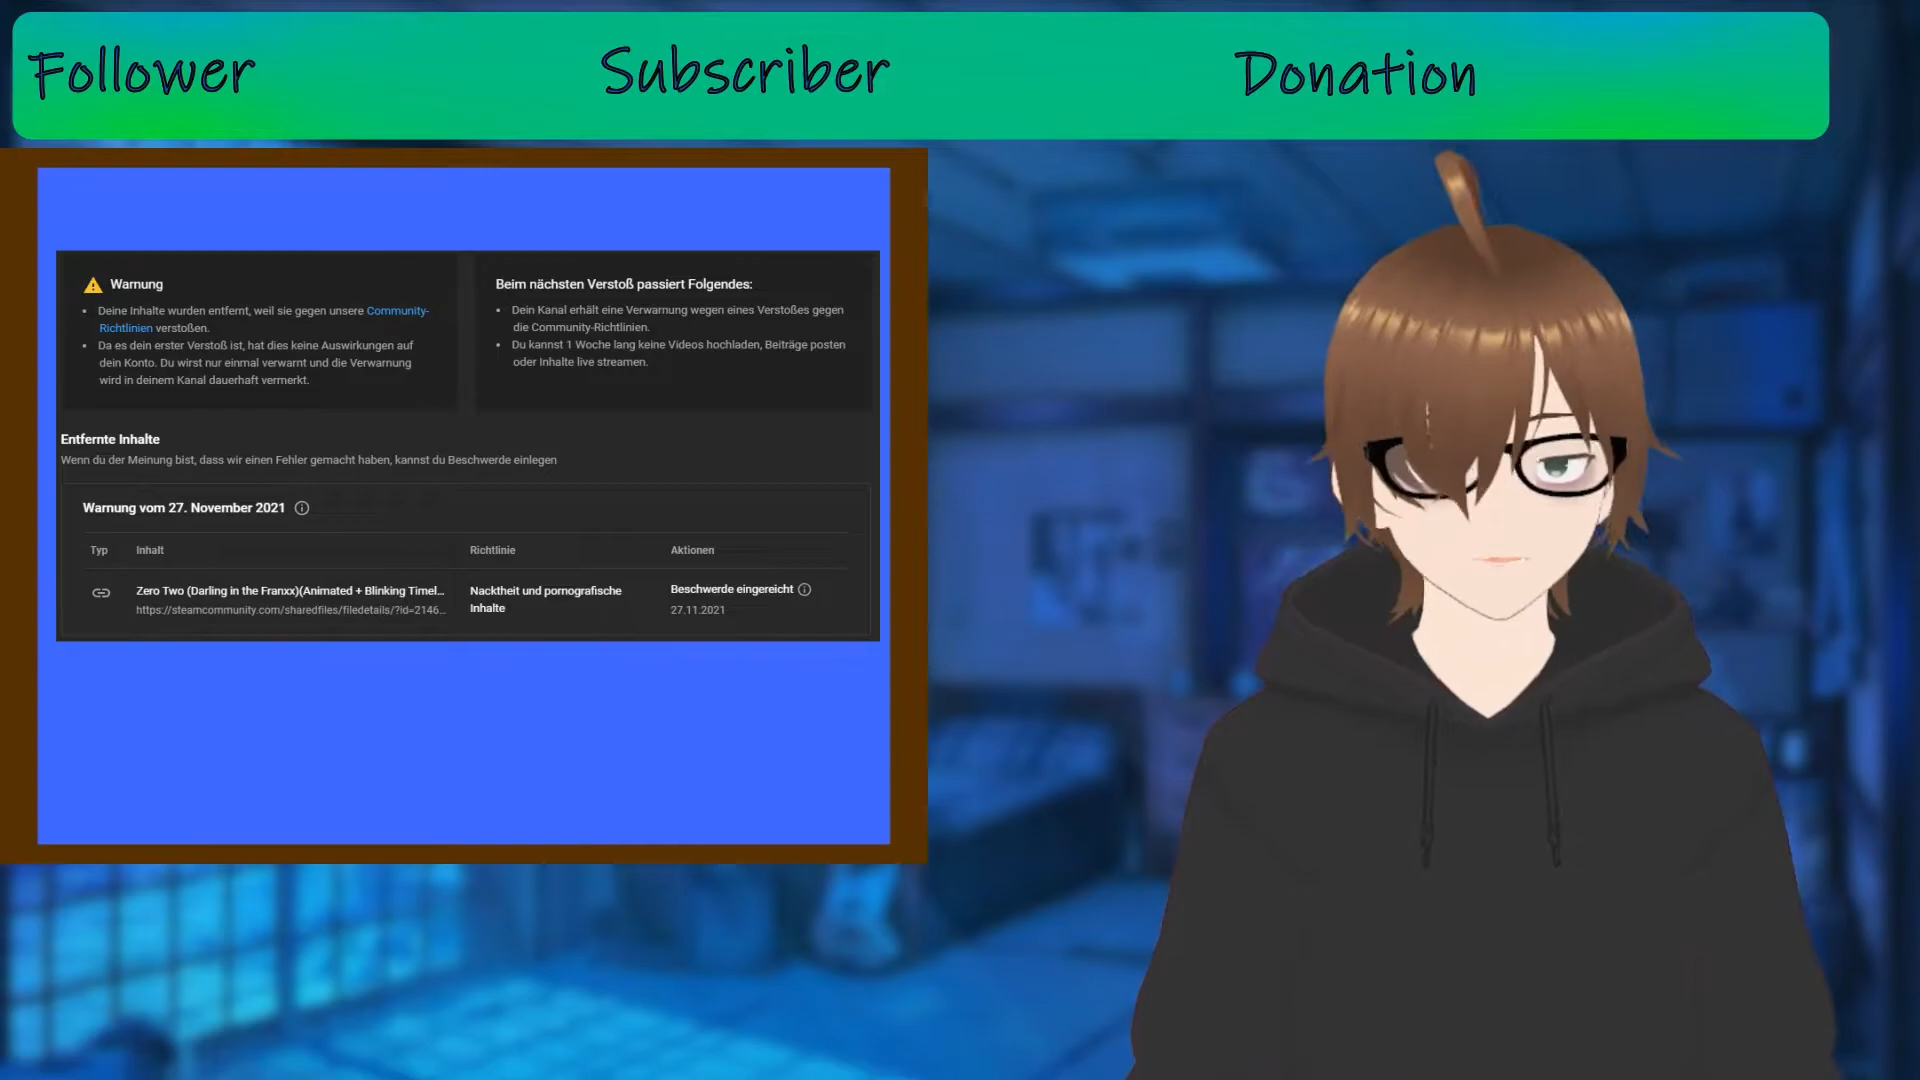 Follower Subscriber Donation
Warnung
Deine Inhalte wurden entfernt, weil sie gegen unsere Community-
Richtlinien verstoßen.
Da es dein erster Verstoß ist, hat dies keine Auswirkungen auf
dein Konto. Du wirst nur einmal verwarnt und die Verwarnung
wird in deinem Kanal dauerhaft vermerkt.
Beim nächsten Verstoß passiert Folgendes:
Dein Kanal erhält eine Verwarnung wegen eines Verstoßes gegen
die Community-Richtlinien.
Du kannst 1 Woche lang keine Videos hochladen, Beiträge posten
oder Inhalte live streamen.
Entfernte Inhalte
Wenn du der Meinung bist, dass wir einen Fehler gemacht haben, kannst du Beschwerde einlegen
Warnung vom 27. November 2021
Typ Inhalt Richtlinie Aktionen
Zero Two (Darling in the Franxx)(Animated + Blinking Timel...
https://steamcommunity.com/sharedfiles/filedetails/?id=2146...
Nacktheit und pornografische
Inhalte
Beschwerde eingereicht
27.11.2021